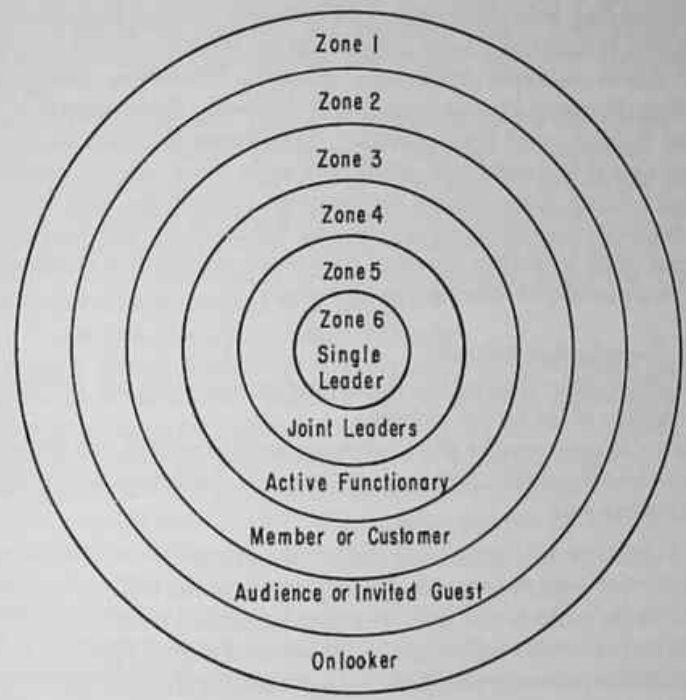 Zone 1
Zone 2
Zone 3
Zone 4
Zone 5
Zone 6
Single
Leader
Joint Leaders
Active Functionary
Member or Customer
Audience or Invited Guest
Onlooker